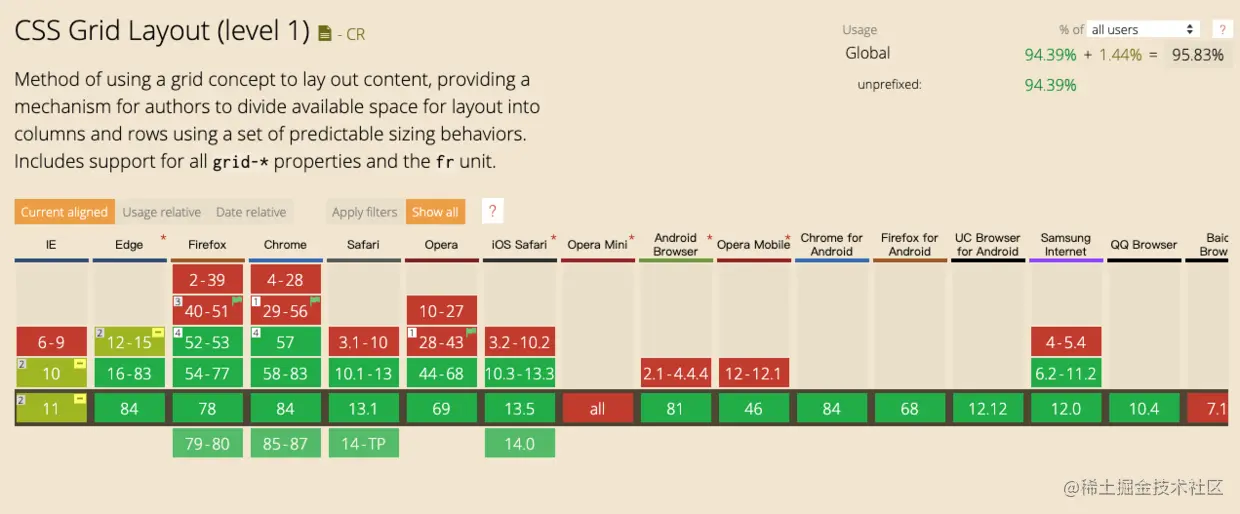 CSS Grid Layout (level 1) - CR
Usage % of all users ?
Global 94.39% + 1.44% = 95.83%
unprefixed: 94.39%
Method of using a grid concept to lay out content, providing a
mechanism for authors to divide available space for layout into
columns and rows using a set of predictable sizing behaviors.
Includes support for all grid-* properties and the fr unit.
Current aligned Usage relative Date relative Apply filters Show all ?
IE Edge * Firefox Chrome Safari Opera iOS Safari * Opera Mini * Android Browser * Opera Mobile * Chrome for Android Firefox for Android UC Browser for Android Samsung Internet QQ Browser Baid Brow
2-39 4-28
3 40-51 1 29-56 10-27
6-9 2 12-15 4 52-53 4 57 3.1-10 1 28-43 3.2-10.2 4-5.4
2 10 16-83 54-77 58-83 10.1-13 44-68 10.3-13.3 2.1-4.4.4 12-12.1 6.2-11.2
2 11 84 78 84 13.1 69 13.5 all 81 46 84 68 12.12 12.0 10.4 7.1
79-80 85-87 14-TP 14.0
@稀土掘金技术社区